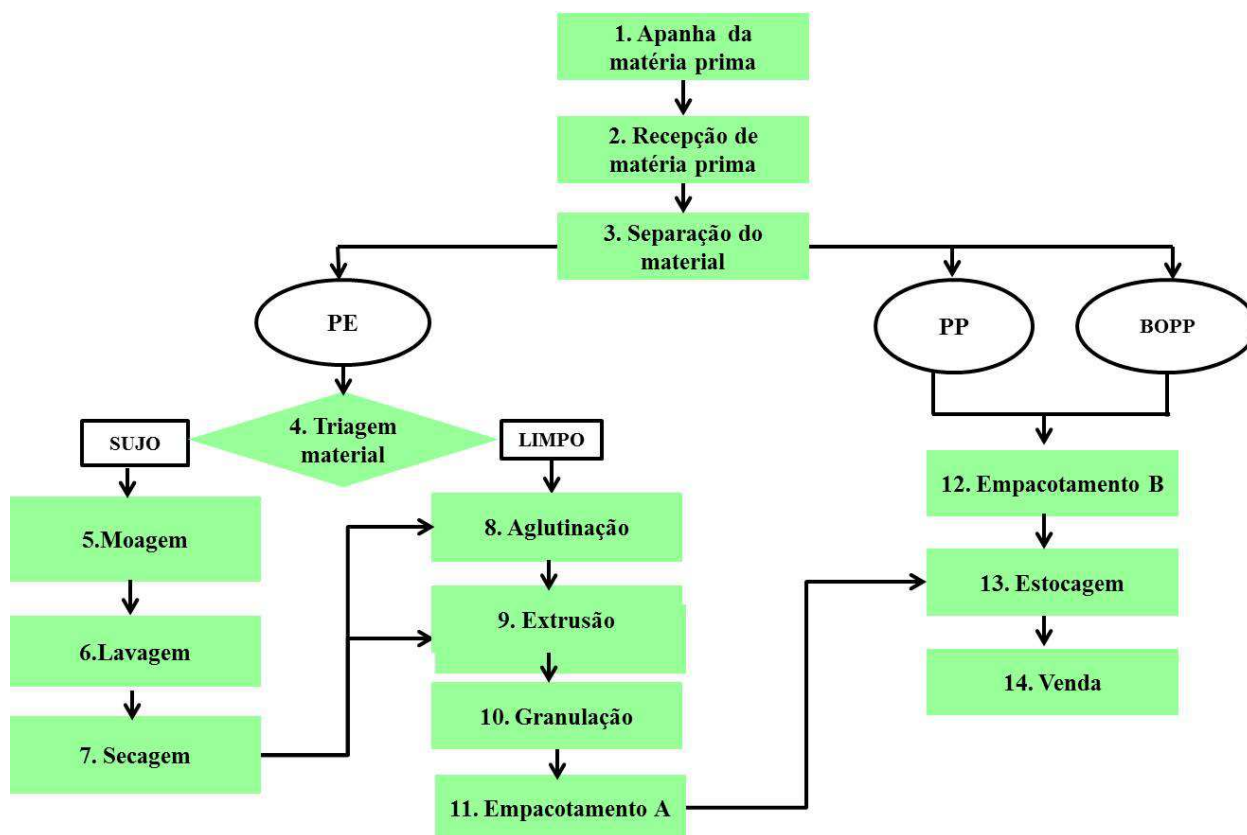 1. Apanha da
matéria prima
2. Recepção de
matéria prima
3. Separação do
material
PE
PP
BOPP
4. Triagem
material
SUJO
LIMPO
5.Moagem
6.Lavagem
7. Secagem
8. Aglutinação
9. Extrusão
10. Granulação
11. Empacotamento A
12. Empacotamento B
13. Estocagem
14. Venda